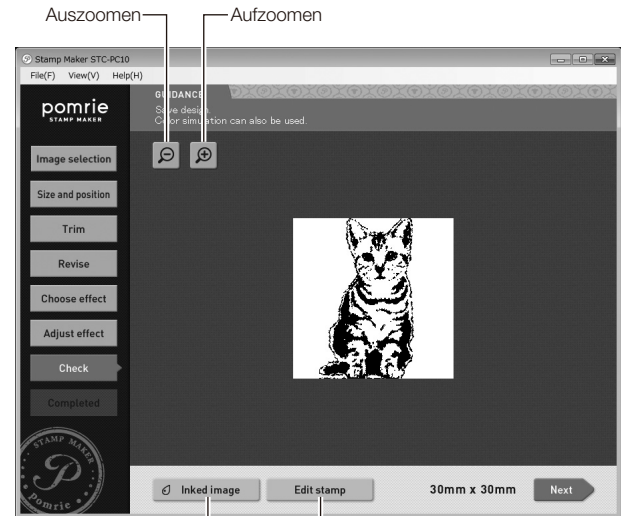 Auszoomen Aufzoomen
Stamp Maker STC-PC10
File(F) View(V) Help(H)
GUIDANCE
Save design.
Color simulation can also be used.
pomrie
STAMP MAKER
Image selection
Size and position
Trim
Revise
Choose effect
Adjust effect
Check
Completed
STAMP MAKER
P
Pomrie
Inked image Edit stamp 30mm x 30mm Next